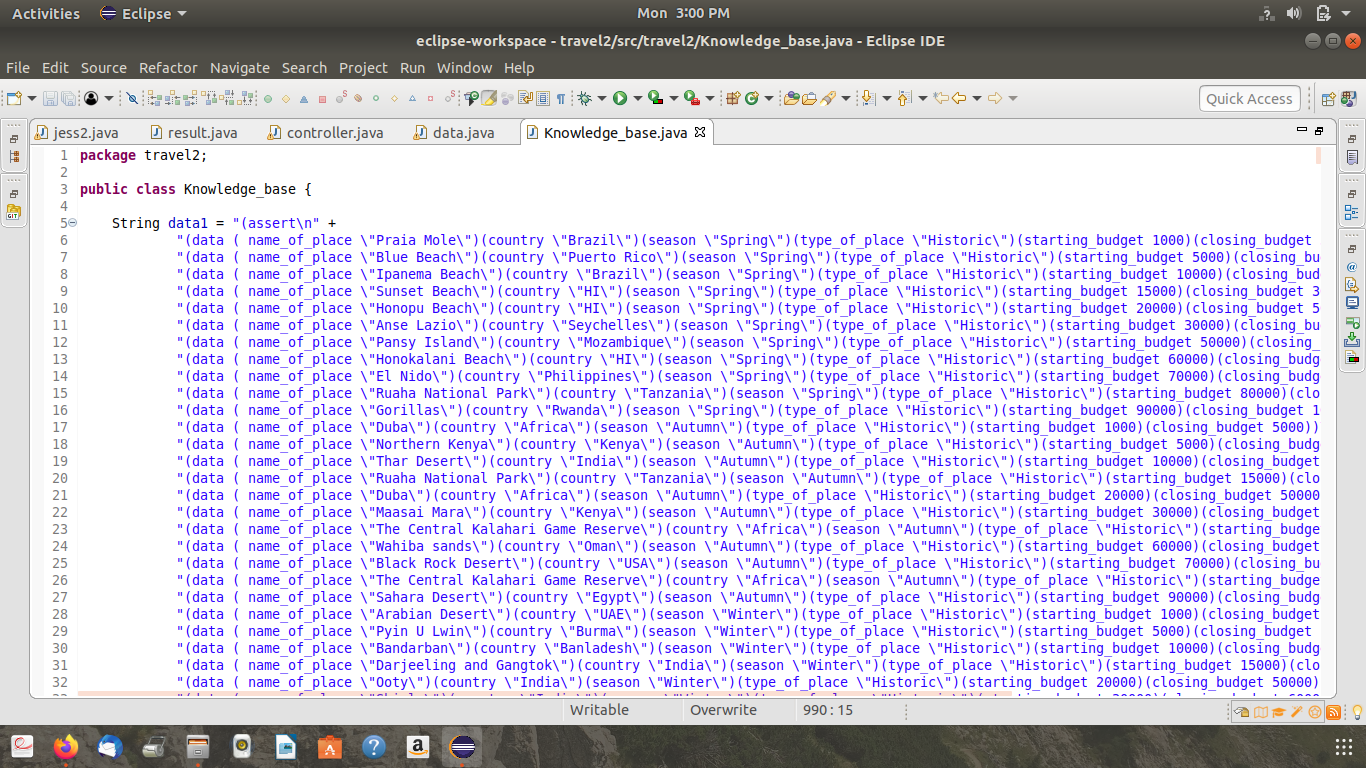 Activities Eclipse Mon 3:00 PM
eclipse-workspace - travel2/src/travel2/Knowledge_base.java - Eclipse IDE
File Edit Source Refactor Navigate Search Project Run Window Help
Quick Access
jess2.java result.java controller.java data.java Knowledge_base.java
1 package travel2;
2
3 public class Knowledge_base {
4
5 String data1 = "(assert\n" +
6 "(data ( name_of_place \"Praia Mole\")(country \"Brazil\")(season \"Spring\")(type_of_place \"Historic\")(starting_budget 1000)(closing_budget
7 "(data ( name_of_place \"Blue Beach\")(country \"Puerto Rico\")(season \"Spring\")(type_of_place \"Historic\")(starting_budget 5000)(closing_bu
8 "(data ( name_of_place \"Ipanema Beach\")(country \"Brazil\")(season \"Spring\")(type_of_place \"Historic\")(starting_budget 10000)(closing_bud
9 "(data ( name_of_place \"Sunset Beach\")(country \"HI\")(season \"Spring\")(type_of_place \"Historic\")(starting_budget 15000)(closing_budget 3
10 "(data ( name_of_place \"Honopu Beach\")(country \"HI\")(season \"Spring\")(type_of_place \"Historic\")(starting_budget 20000)(closing_budget 5
11 "(data ( name_of_place \"Anse Lazio\")(country \"Seychelles\")(season \"Spring\")(type_of_place \"Historic\")(starting_budget 30000)(closing_bu
12 "(data ( name_of_place \"Pansy Island\")(country \"Mozambique\")(season \"Spring\")(type_of_place \"Historic\")(starting_budget 50000)(closing_
13 "(data ( name_of_place \"Honokalani Beach\")(country \"HI\")(season \"Spring\")(type_of_place \"Historic\")(starting_budget 60000)(closing_budg
14 "(data ( name_of_place \"El Nido\")(country \"Philippines\")(season \"Spring\")(type_of_place \"Historic\")(starting_budget 70000)(closing_budg
15 "(data ( name_of_place \"Ruaha National Park\")(country \"Tanzania\")(season \"Spring\")(type_of_place \"Historic\")(starting_budget 80000)(clo
16 "(data ( name_of_place \"Gorillas\")(country \"Rwanda\")(season \"Spring\")(type_of_place \"Historic\")(starting_budget 90000)(closing_budget 1
17 "(data ( name_of_place \"Duba\")(country \"Africa\")(season \"Autumn\")(type_of_place \"Historic\")(starting_budget 1000)(closing_budget 5000))
18 "(data ( name_of_place \"Northern Kenya\")(country \"Kenya\")(season \"Autumn\")(type_of_place \"Historic\")(starting_budget 5000)(closing_budg
19 "(data ( name_of_place \"Thar Desert\")(country \"India\")(season \"Autumn\")(type_of_place \"Historic\")(starting_budget 10000)(closing_budget
20 "(data ( name_of_place \"Ruaha National Park\")(country \"Tanzania\")(season \"Autumn\")(type_of_place \"Historic\")(starting_budget 15000)(clo
21 "(data ( name_of_place \"Duba\")(country \"Africa\")(season \"Autumn\")(type_of_place \"Historic\")(starting_budget 20000)(closing_budget 50000
22 "(data ( name_of_place \"Maasai Mara\")(country \"Kenya\")(season \"Autumn\")(type_of_place \"Historic\")(starting_budget 30000)(closing_budget
23 "(data ( name_of_place \"The Central Kalahari Game Reserve\")(country \"Africa\")(season \"Autumn\")(type_of_place \"Historic\")(starting_budge
24 "(data ( name_of_place \"Wahiba sands\")(country \"Oman\")(season \"Autumn\")(type_of_place \"Historic\")(starting_budget 60000)(closing_budget
25 "(data ( name_of_place \"Black Rock Desert\")(country \"USA\")(season \"Autumn\")(type_of_place \"Historic\")(starting_budget 70000)(closing_bud
26 "(data ( name_of_place \"The Central Kalahari Game Reserve\")(country \"Africa\")(season \"Autumn\")(type_of_place \"Historic\")(starting_budge
27 "(data ( name_of_place \"Sahara Desert\")(country \"Egypt\")(season \"Autumn\")(type_of_place \"Historic\")(starting_budget 90000)(closing_budg
28 "(data ( name_of_place \"Arabian Desert\")(country \"UAE\")(season \"Winter\")(type_of_place \"Historic\")(starting_budget 1000)(closing_budget
29 "(data ( name_of_place \"Pyin U Lwin\")(country \"Burma\")(season \"Winter\")(type_of_place \"Historic\")(starting_budget 5000)(closing_budget
30 "(data ( name_of_place \"Bandarban\")(country \"Banladesh\")(season \"Winter\")(type_of_place \"Historic\")(starting_budget 10000)(closing_budg
31 "(data ( name_of_place \"Darjeeling and Gangtok\")(country \"India\")(season \"Winter\")(type_of_place \"Historic\")(starting_budget 15000)(clo
32 "(data ( name_of_place \"Ooty\")(country \"India\")(season \"Winter\")(type_of_place \"Historic\")(starting_budget 20000)(closing_budget 50000)
Writable Overwrite 990 : 15